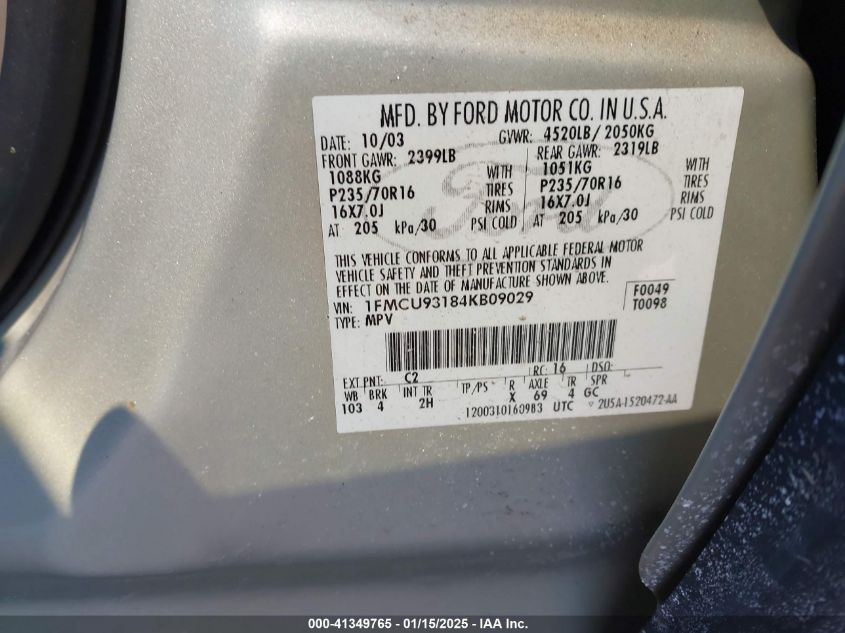 MFD. BY FORD MOTOR CO. IN U.S.A.
DATE: 10/03 GVWR: 4520LB/ 2050KG
FRONT GAWR: 2399LB REAR GAWR: 2319LB
1088KG WITH 1051KG WITH
P235/70R16 TIRES P235/70R16 TIRES
16X7.0J RIMS 16X7.0J RIMS
AT 205 kPa/30 PSI COLD AT 205 kPa/30 PSI COLD
Ford
THIS VEHICLE CONFORMS TO ALL APPLICABLE FEDERAL MOTOR
VEHICLE SAFETY AND THEFT PREVENTION STANDARDS IN
EFFECT ON THE DATE OF MANUFACTURE SHOWN ABOVE.
VIN: 1FMCU93184KB09029 F0049
TYPE: MPV T0098
EXT PNT: C2 RC: 16 DSO:
WB BRK INT TR TP/PS R AXLE TR SPR
103 4 2H X 69 4 GC
1200310160983 UTC 2U5A-1520472-AA
000-41349765 - 01/15/2025 - IAA Inc.